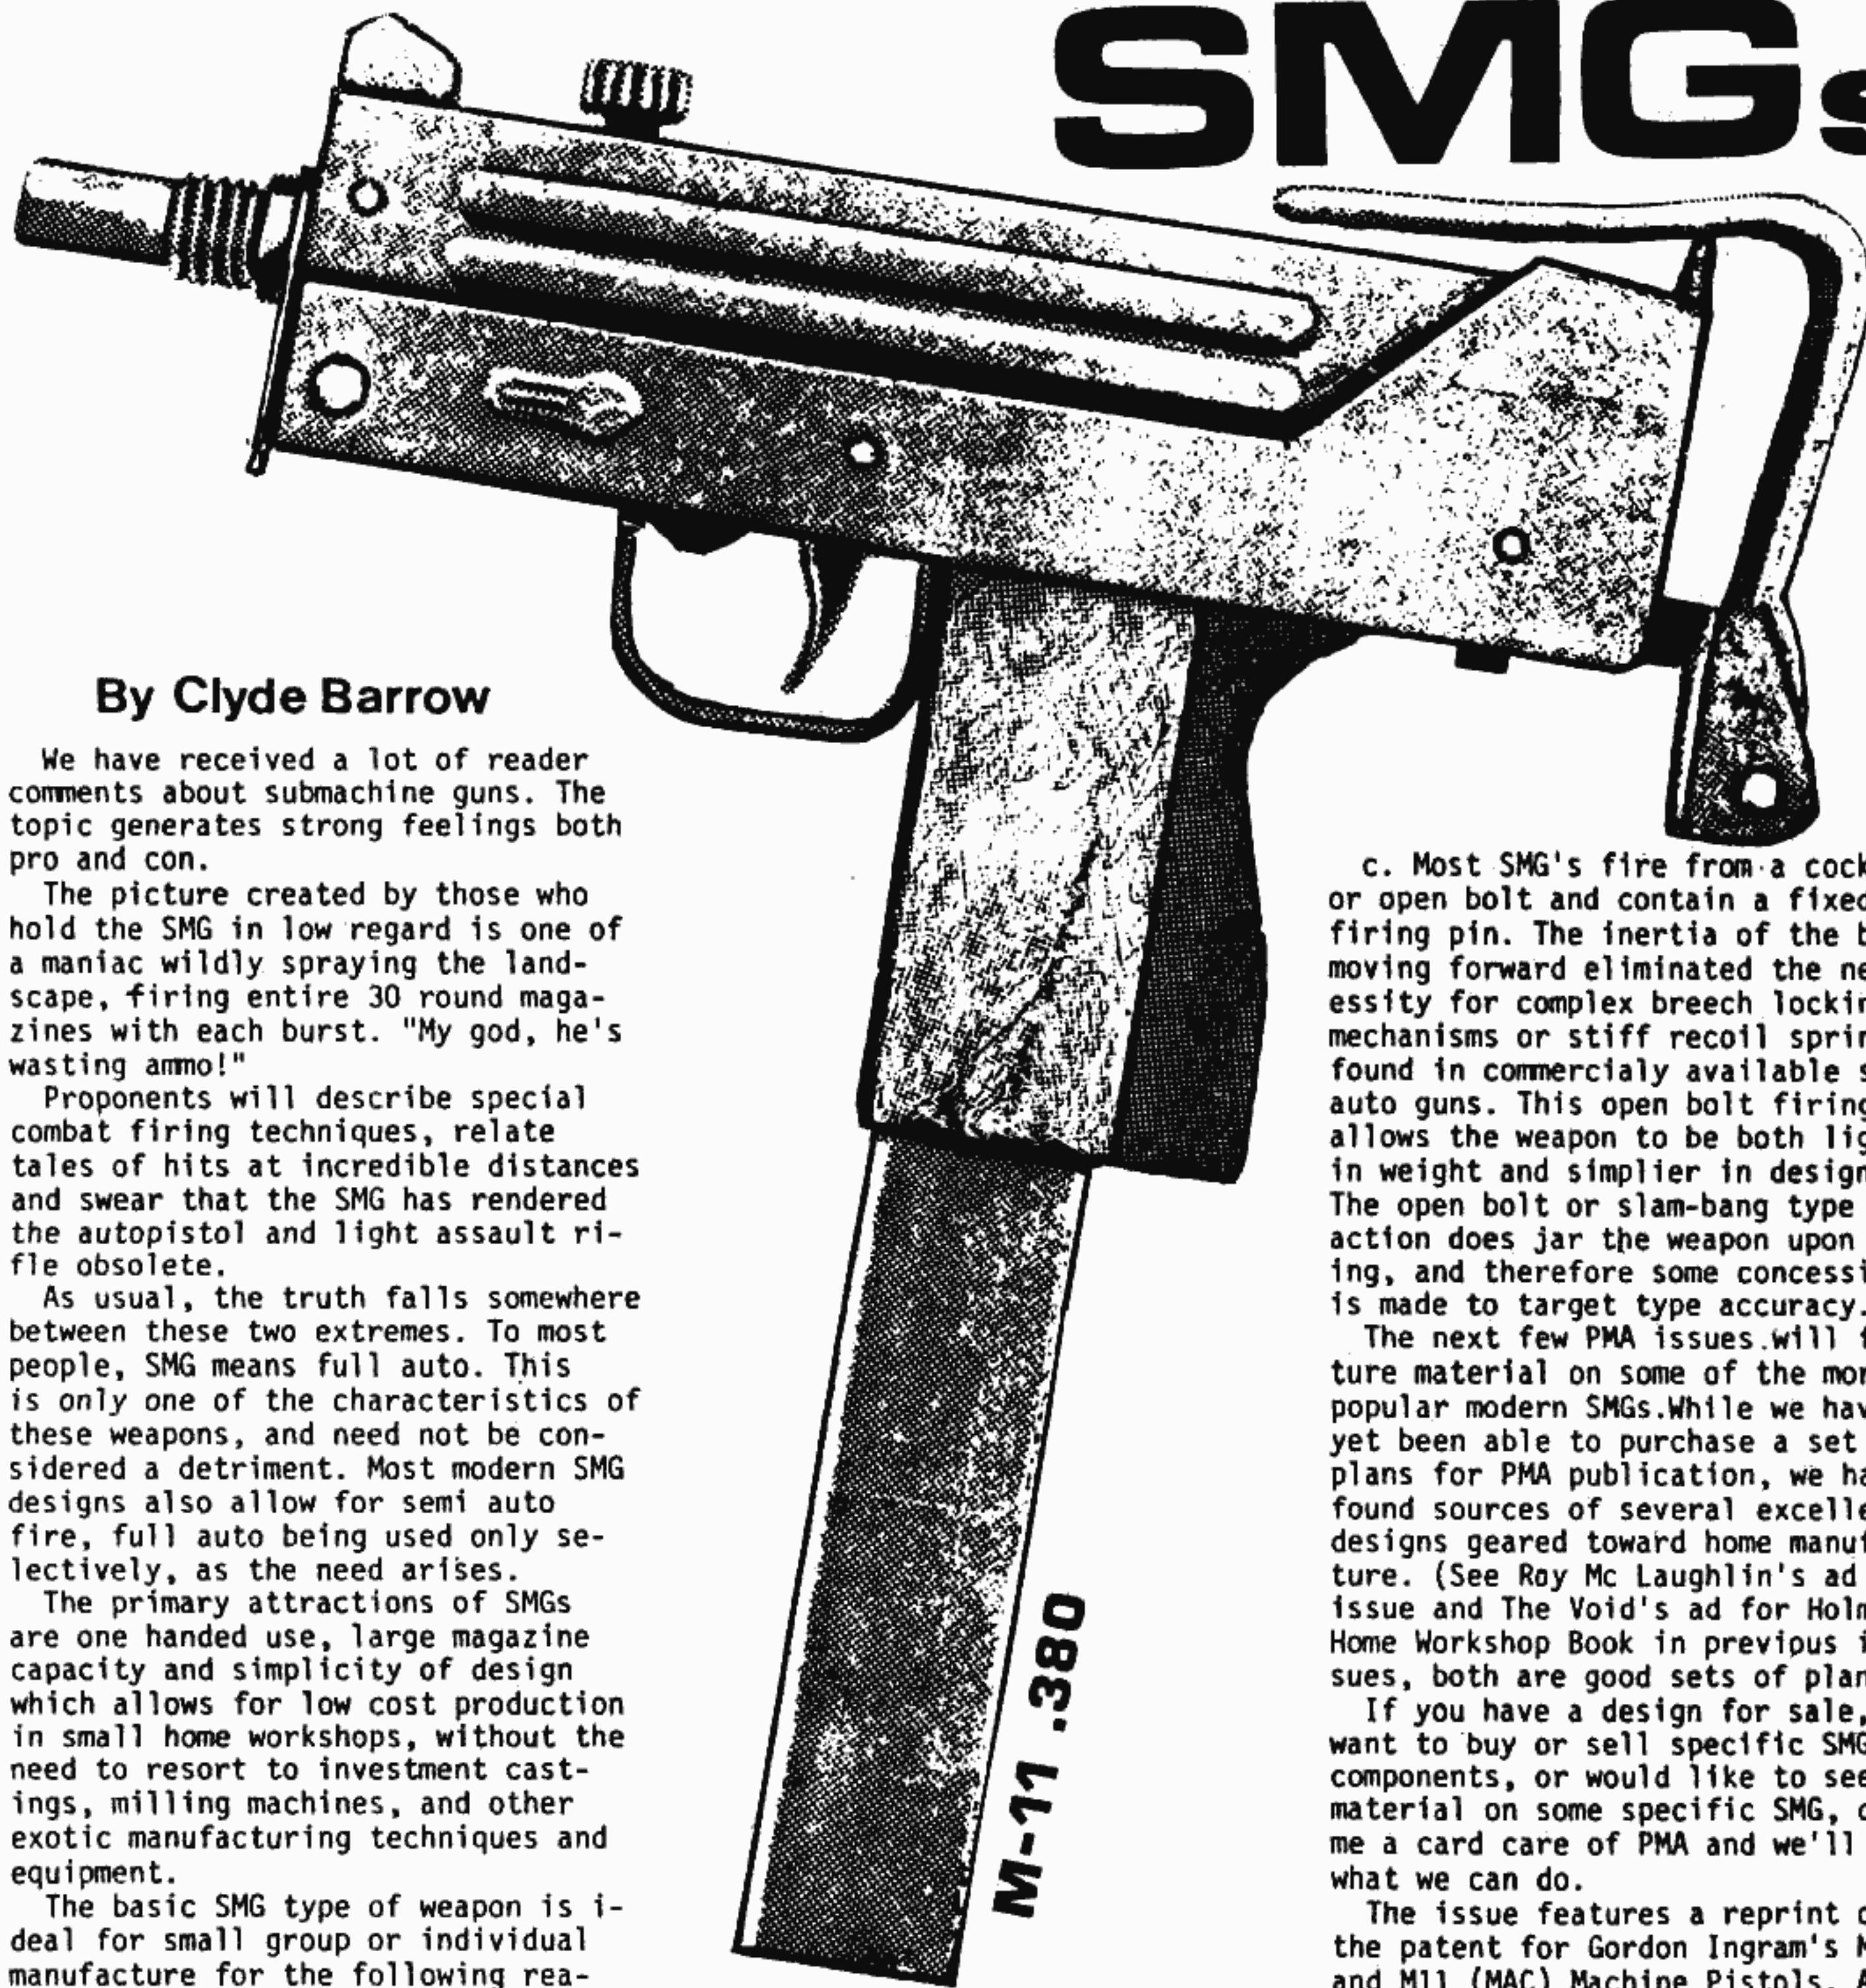 SMGs
By Clyde Barrow
We have received a lot of reader
comments about submachine guns. The
topic generates strong feelings both
pro and con.
The picture created by those who
hold the SMG in low regard is one of
a maniac wildly spraying the land-
scape, firing entire 30 round maga-
zines with each burst. "My god, he's
wasting ammo!"
Proponents will describe special
combat firing techniques, relate
tales of hits at incredible distances
and swear that the SMG has rendered
the autopistol and light assault ri-
fle obsolete.
As usual, the truth falls somewhere
between these two extremes. To most
people, SMG means full auto. This
is only one of the characteristics of
these weapons, and need not be con-
sidered a detriment. Most modern SMG
designs also allow for semi auto
fire, full auto being used only se-
lectively, as the need arises.
The primary attractions of SMGs
are one handed use, large magazine
capacity and simplicity of design
which allows for low cost production
in small home workshops, without the
need to resort to investment cast-
ings, milling machines, and other
exotic manufacturing techniques and
equipment.
The basic SMG type of weapon is i-
deal for small group or individual
manufacture for the following rea-
M-11 .380
c. Most SMG's fire from a cock
or open bolt and contain a fixed
firing pin. The inertia of the
moving forward eliminated the ne
essity for complex breech lockin
mechanisms or stiff recoil sprin
found in commercialy available s
auto guns. This open bolt firing
allows the weapon to be both lig
in weight and simplier in design
The open bolt or slam-bang type
action does jar the weapon upon
ing, and therefore some concessi
is made to target type accuracy.
The next few PMA issues will f
ture material on some of the mor
popular modern SMGs.While we hav
yet been able to purchase a set
plans for PMA publication, we ha
found sources of several excelle
designs geared toward home manuf
ture. (See Roy Mc Laughlin's ad
issue and The Void's ad for Holm
Home Workshop Book in previous i
sues, both are good sets of plan
If you have a design for sale,
want to buy or sell specific SMG
components, or would like to see
material on some specific SMG,
me a card care of PMA and we'll
what we can do.
The issue features a reprint
the patent for Gordon Ingram's M
and M11 (MAC) Machine Pistols. A